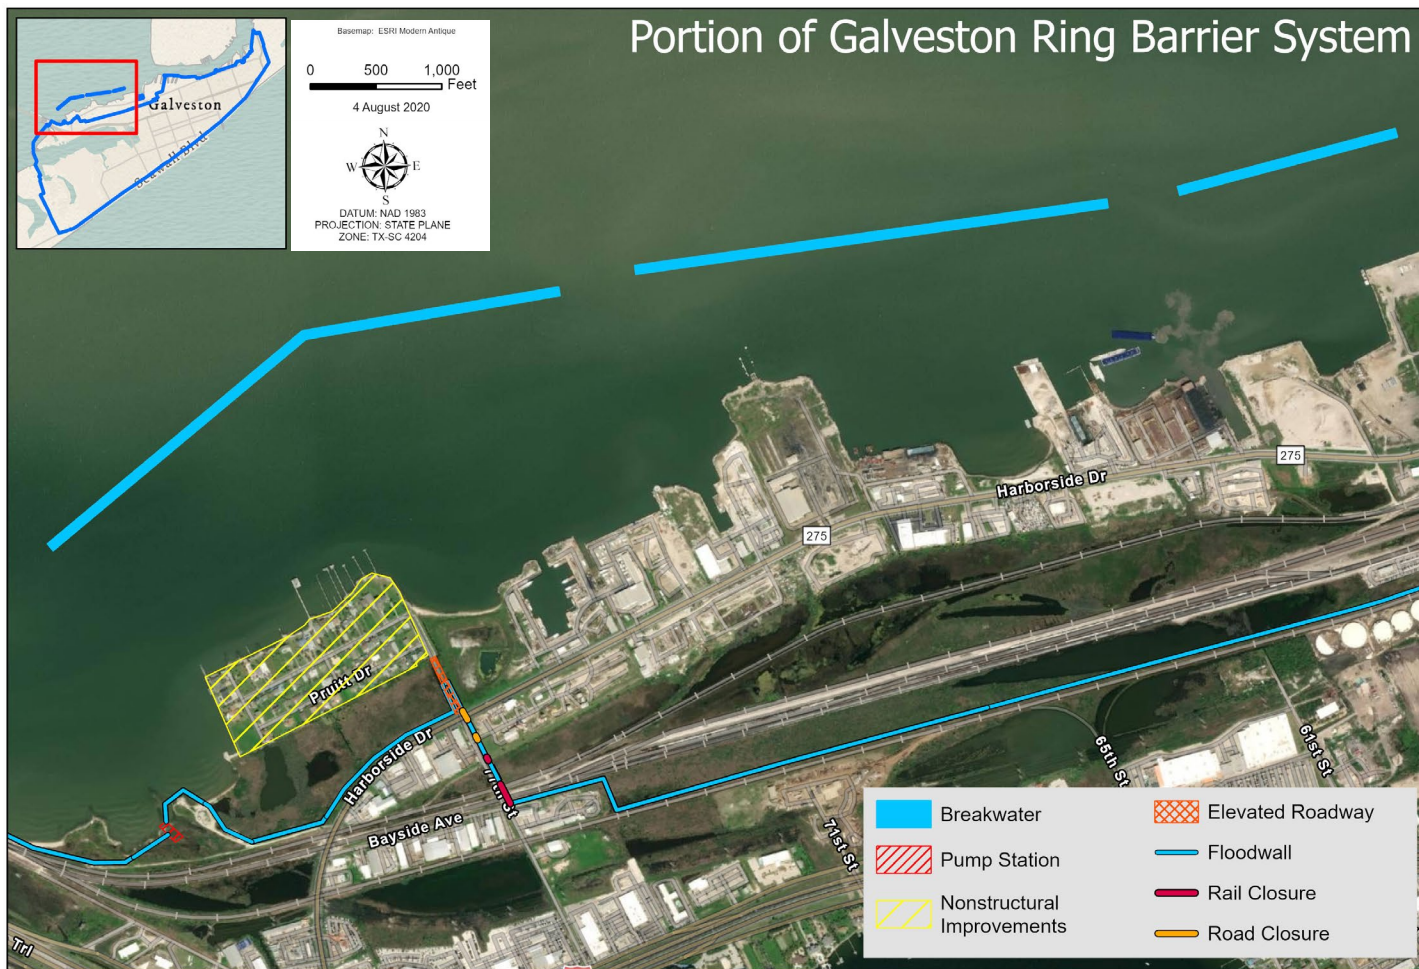 Portion of Galveston Ring Barrier System
Galveston
Seawall Blvd
Basemap: ESRI Modern Antique
0 500 1,000
Feet
4 August 2020
N
W E
S
DATUM: NAD 1983
PROJECTION: STATE PLANE
ZONE: TX-SC 4204
275
Harborside Dr
275
Pruitt Dr
Harborside Dr
Bayside Ave
65th St
61st St
71st St
Trl
Breakwater
Pump Station
Nonstructural
Improvements
Elevated Roadway
Floodwall
Rail Closure
Road Closure